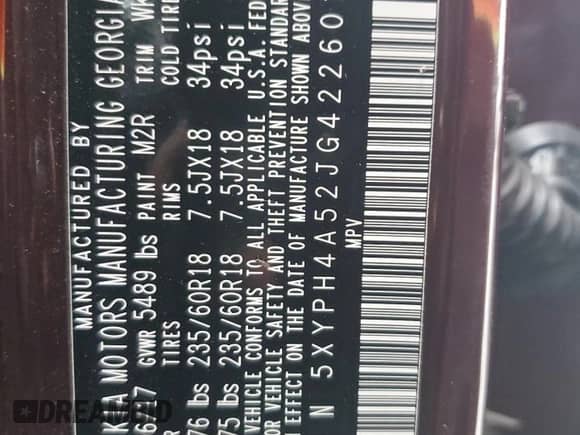 MANUFACTURED BY
KIA MOTORS MANUFACTURING GEORGIA
GWR 5489 lbs PAINT M2R TRIM WK
TIRES RIMS COLD TIRE
76 lbs 235/60R18 7.5JX18 34psi
75 lbs 235/60R18 7.5JX18 34psi
VEHICLE CONFORMS TO ALL APPLICABLE U.S.A. FED
VEHICLE SAFETY AND THEFT PREVENTION STANDAR
I EFFECT ON THE DATE OF MANUFACTURE SHOWN ABOV
N 5XYPH4A52JG42260
MPV
DREAMBID